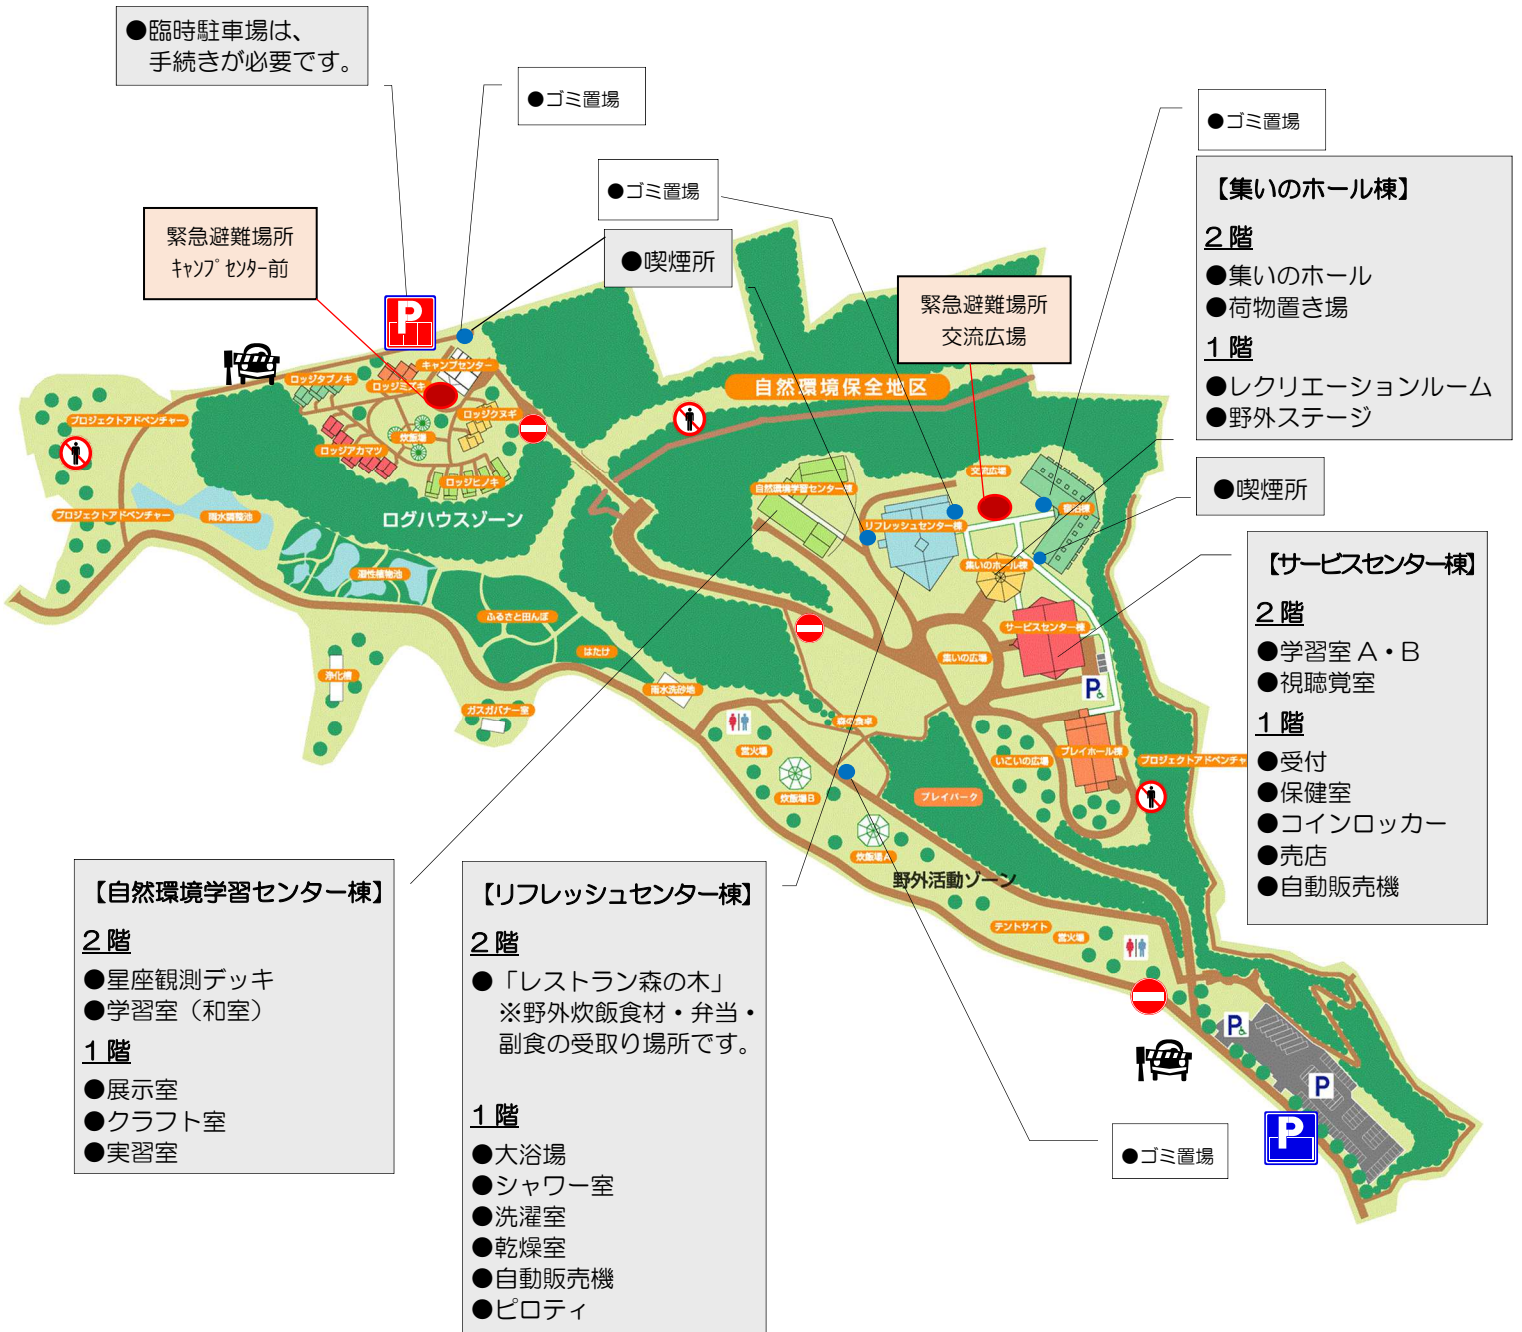 ●臨時駐車場は、
手続きが必要です。
●ゴミ置場
●ゴミ置場
●ゴミ置場
緊急避難場所
ｷｬﾝﾌﾟｾﾝﾀｰ前
●喫煙所
緊急避難場所
交流広場
【集いのホール棟】
２階
●集いのホール
●荷物置き場
１階
●レクリエーションルーム
●野外ステージ
●喫煙所
【サービスセンター棟】
２階
●学習室Ａ・Ｂ
●視聴覚室
１階
●受付
●保健室
●コインロッカー
●売店
●自動販売機
P
キャンプセンター
ロッジタブノキ
ロッジミズキ
ロッジクヌギ
炊飯場
ロッジアカマツ
ロッジヒノキ
ログハウスゾーン
プロジェクトアドベンチャー
プロジェクトアドベンチャー
雨水調整池
湿性植物池
ふるさと田んぼ
はたけ
浄化槽
ガスガバナー室
雨水洗砂地
自然環境保全地区
自然環境学習センター棟
交流広場
宿泊棟
リフレッシュセンター棟
集いのホール棟
サービスセンター棟
集いの広場
P
森の食卓
営火場
炊飯場B
炊飯場A
プレイパーク
いこいの広場
プレイホール棟
プロジェクトアドベンチャ
野外活動ゾーン
テントサイト
営火場
P
P
P
●ゴミ置場
【自然環境学習センター棟】
２階
●星座観測デッキ
●学習室（和室）
１階
●展示室
●クラフト室
●実習室
【リフレッシュセンター棟】
２階
●「レストラン森の木」
※野外炊飯食材・弁当・
副食の受取り場所です。
１階
●大浴場
●シャワー室
●洗濯室
●乾燥室
●自動販売機
●ピロティ